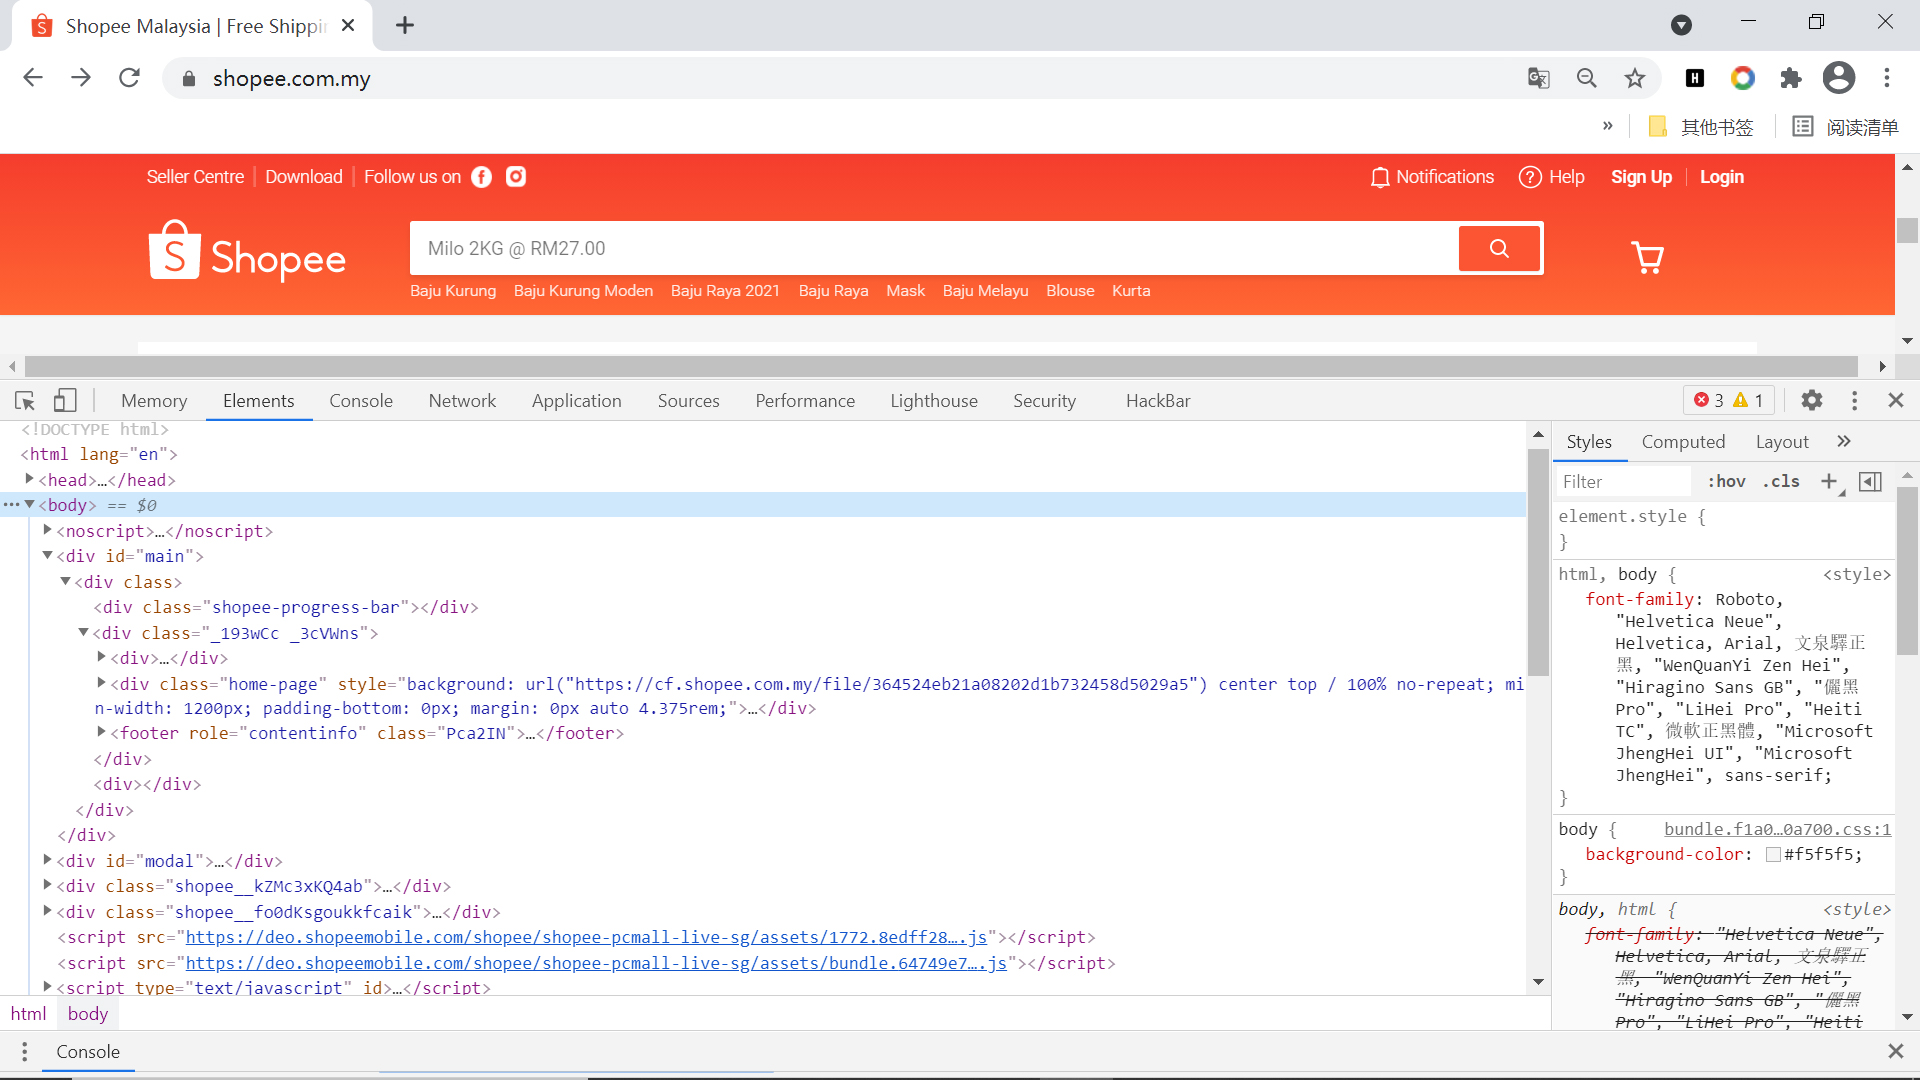 Shopee Malaysia | Free Shippin
shopee.com.my
H
» 其他书签 阅读清单
Seller Centre Download Follow us on Notifications Help Sign Up Login
Shopee
Milo 2KG @ RM27.00
Baju Kurung Baju Kurung Moden Baju Raya 2021 Baju Raya Mask Baju Melayu Blouse Kurta
Memory Elements Console Network Application Sources Performance Lighthouse Security HackBar 3 1
<!DOCTYPE html>
<html lang="en">
<head>…</head>
<body> == $0
<noscript>…</noscript>
<div id="main">
<div class>
<div class="shopee-progress-bar"></div>
<div class="_193wCc _3cVWns">
<div>…</div>
<div class="home-page" style="background: url("https://cf.shopee.com.my/file/364524eb21a08202d1b732458d5029a5") center top / 100% no-repeat; mi
n-width: 1200px; padding-bottom: 0px; margin: 0px auto 4.375rem;">…</div>
<footer role="contentinfo" class="Pca2IN">…</footer>
</div>
<div></div>
</div>
</div>
<div id="modal">…</div>
<div class="shopee__kZMc3xKQ4ab">…</div>
<div class="shopee__fo0dKsgoukkfcaik">…</div>
<script src="https://deo.shopeemobile.com/shopee/shopee-pcmall-live-sg/assets/1772.8edff28….js"></script>
<script src="https://deo.shopeemobile.com/shopee/shopee-pcmall-live-sg/assets/bundle.64749e7….js"></script>
<script type="text/javascript" id>…</script>
html body
Console
Styles Computed Layout »
Filter :hov .cls +
element.style {
}
html, body { <style>
font-family: Roboto,
"Helvetica Neue",
Helvetica, Arial, 文泉驛正
黑, "WenQuanYi Zen Hei",
"Hiragino Sans GB", "儷黑
Pro", "LiHei Pro", "Heiti
TC", 微軟正黑體, "Microsoft
JhengHei UI", "Microsoft
JhengHei", sans-serif;
}
body { bundle.f1a0…0a700.css:1
background-color: #f5f5f5;
}
body, html { <style>
font-family: "Helvetica Neue",
Helvetica, Arial, 文泉驛正
黑, "WenQuanYi Zen Hei",
"Hiragino Sans GB", "儷黑
Pro", "LiHei Pro", "Heiti